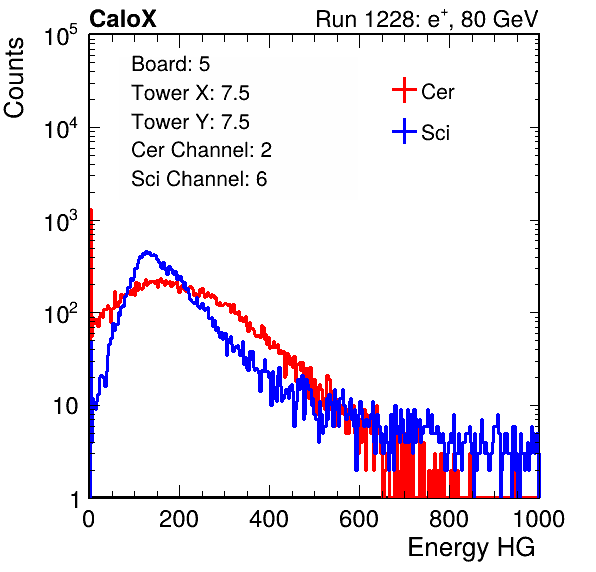 CaloX Run 1228: e⁺, 80 GeV
Counts
Board: 5
Tower X: 7.5
Tower Y: 7.5
Cer Channel: 2
Sci Channel: 6
Cer
Sci
10⁵
10⁴
10³
10²
10
1
0 200 400 600 800 1000
Energy HG